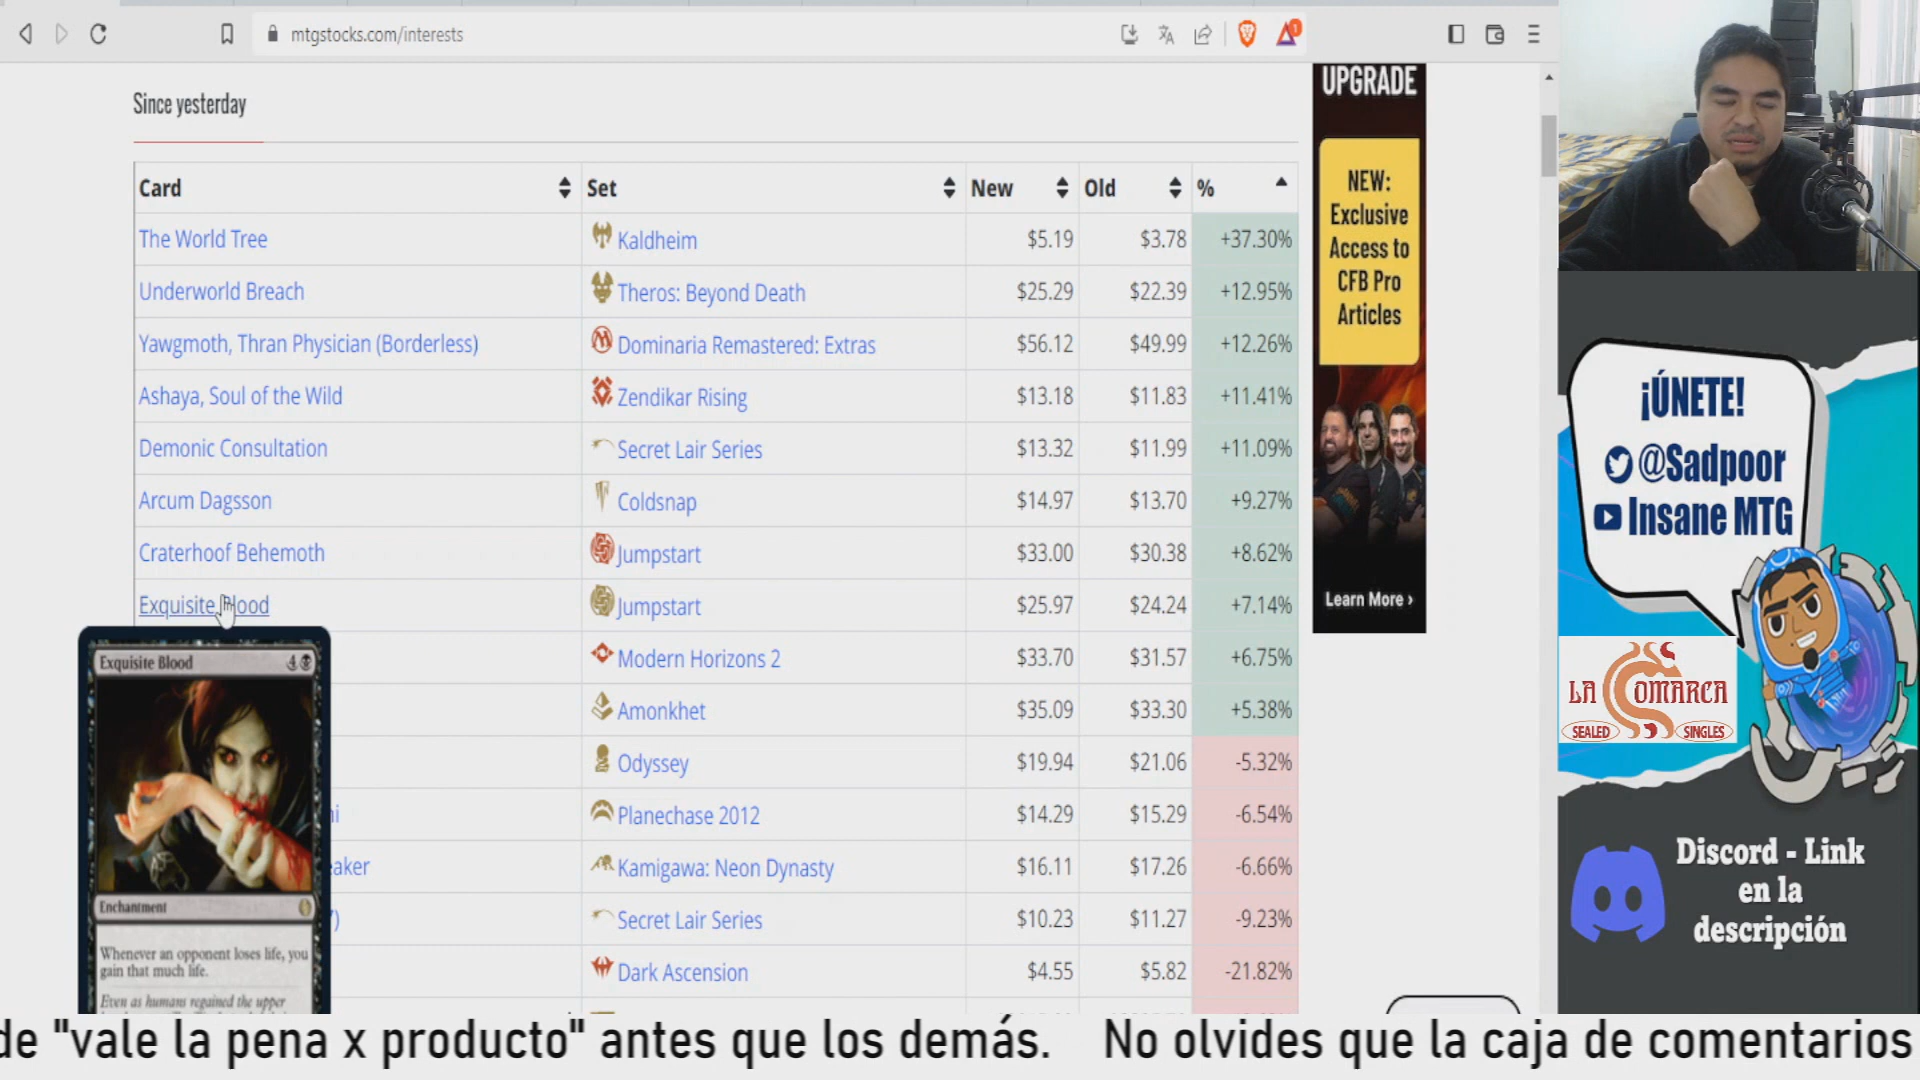 mtgstocks.com/interests
1
Since yesterday
Card Set New Old %
The World Tree Kaldheim $5.19 $3.78 +37.30%
Underworld Breach Theros: Beyond Death $25.29 $22.39 +12.95%
Yawgmoth, Thran Physician (Borderless) Dominaria Remastered: Extras $56.12 $49.99 +12.26%
Ashaya, Soul of the Wild Zendikar Rising $13.18 $11.83 +11.41%
Demonic Consultation Secret Lair Series $13.32 $11.99 +11.09%
Arcum Dagsson Coldsnap $14.97 $13.70 +9.27%
Craterhoof Behemoth Jumpstart $33.00 $30.38 +8.62%
Exquisite Blood Jumpstart $25.97 $24.24 +7.14%
Modern Horizons 2 $33.70 $31.57 +6.75%
Amonkhet $35.09 $33.30 +5.38%
Odyssey $19.94 $21.06 -5.32%
Planechase 2012 $14.29 $15.29 -6.54%
eaker Kamigawa: Neon Dynasty $16.11 $17.26 -6.66%
Secret Lair Series $10.23 $11.27 -9.23%
Dark Ascension $4.55 $5.82 -21.82%
Exquisite Blood 4
Enchantment
Whenever an opponent loses life, you
gain that much life.
Even as humans regained the upper
UPGRADE
NEW:
Exclusive
Access to
CFB Pro
Articles
Learn More ›
¡ÚNETE!
@Sadpoor
Insane MTG
LA COMARCA
SEALED SINGLES
Discord - Link
en la
descripción
de "vale la pena x producto" antes que los demás. No olvides que la caja de comentarios